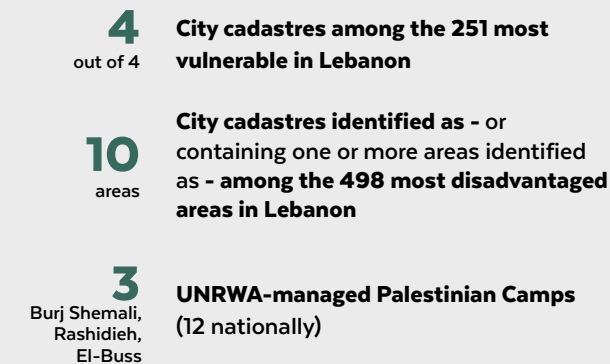 4
out of 4
City cadastres among the 251 most
vulnerable in Lebanon
10
areas
City cadastres identified as - or
containing one or more areas identified
as - among the 498 most disadvantaged
areas in Lebanon
3
Burj Shemali,
Rashidieh,
El-Buss
UNRWA-managed Palestinian Camps
(12 nationally)